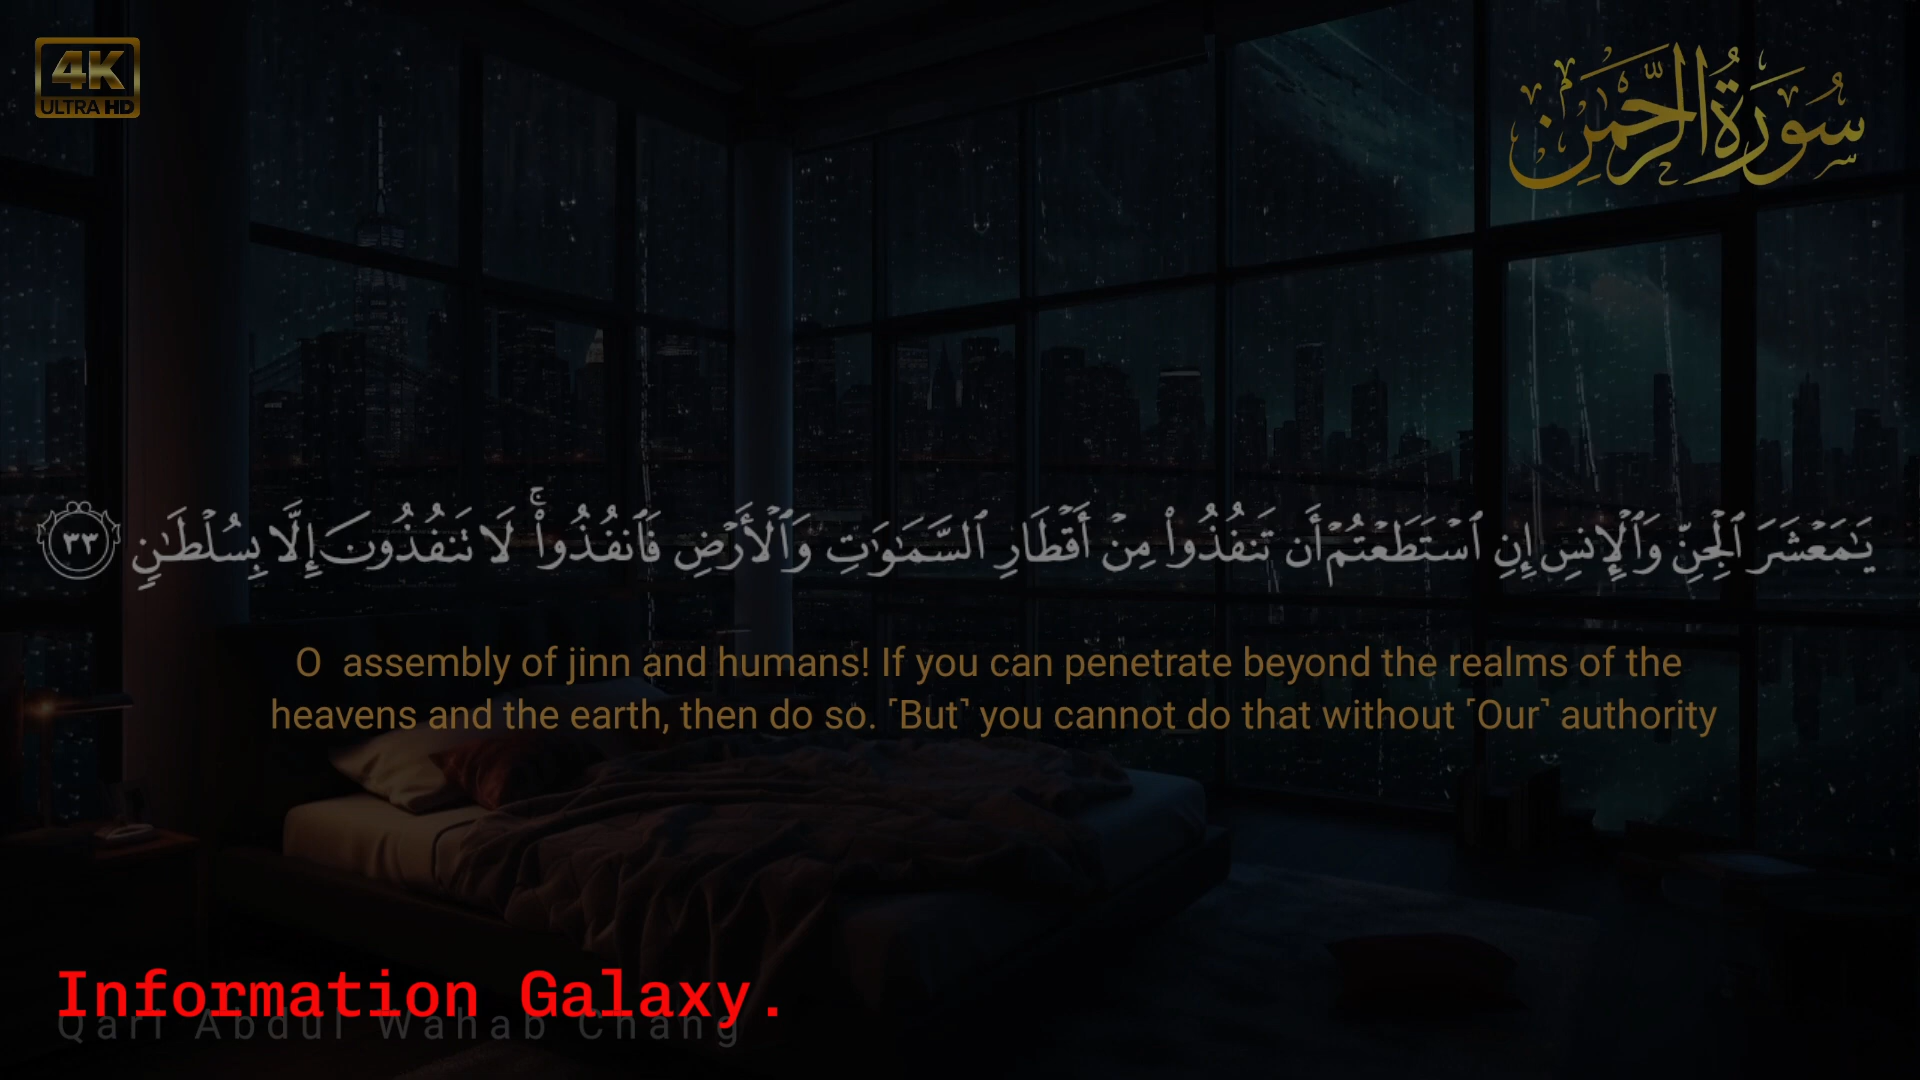 4K
ULTRA HD
سُورَةُ الرَّحْمَٰن
يَـٰمَعْشَرَ ٱلْجِنِّ وَٱلْإِنسِ إِنِ ٱسْتَطَعْتُمْ أَن تَنفُذُوا۟ مِنْ أَقْطَارِ ٱلسَّمَـٰوَٰتِ وَٱلْأَرْضِ فَٱنفُذُوا۟ ۚ لَا تَنفُذُونَ إِلَّا بِسُلْطَـٰنٍ ٣٣
O assembly of jinn and humans! If you can penetrate beyond the realms of the
heavens and the earth, then do so. ˹But˺ you cannot do that without ˹Our˺ authority
Information Galaxy.
Qari Abdul Wahab Chang